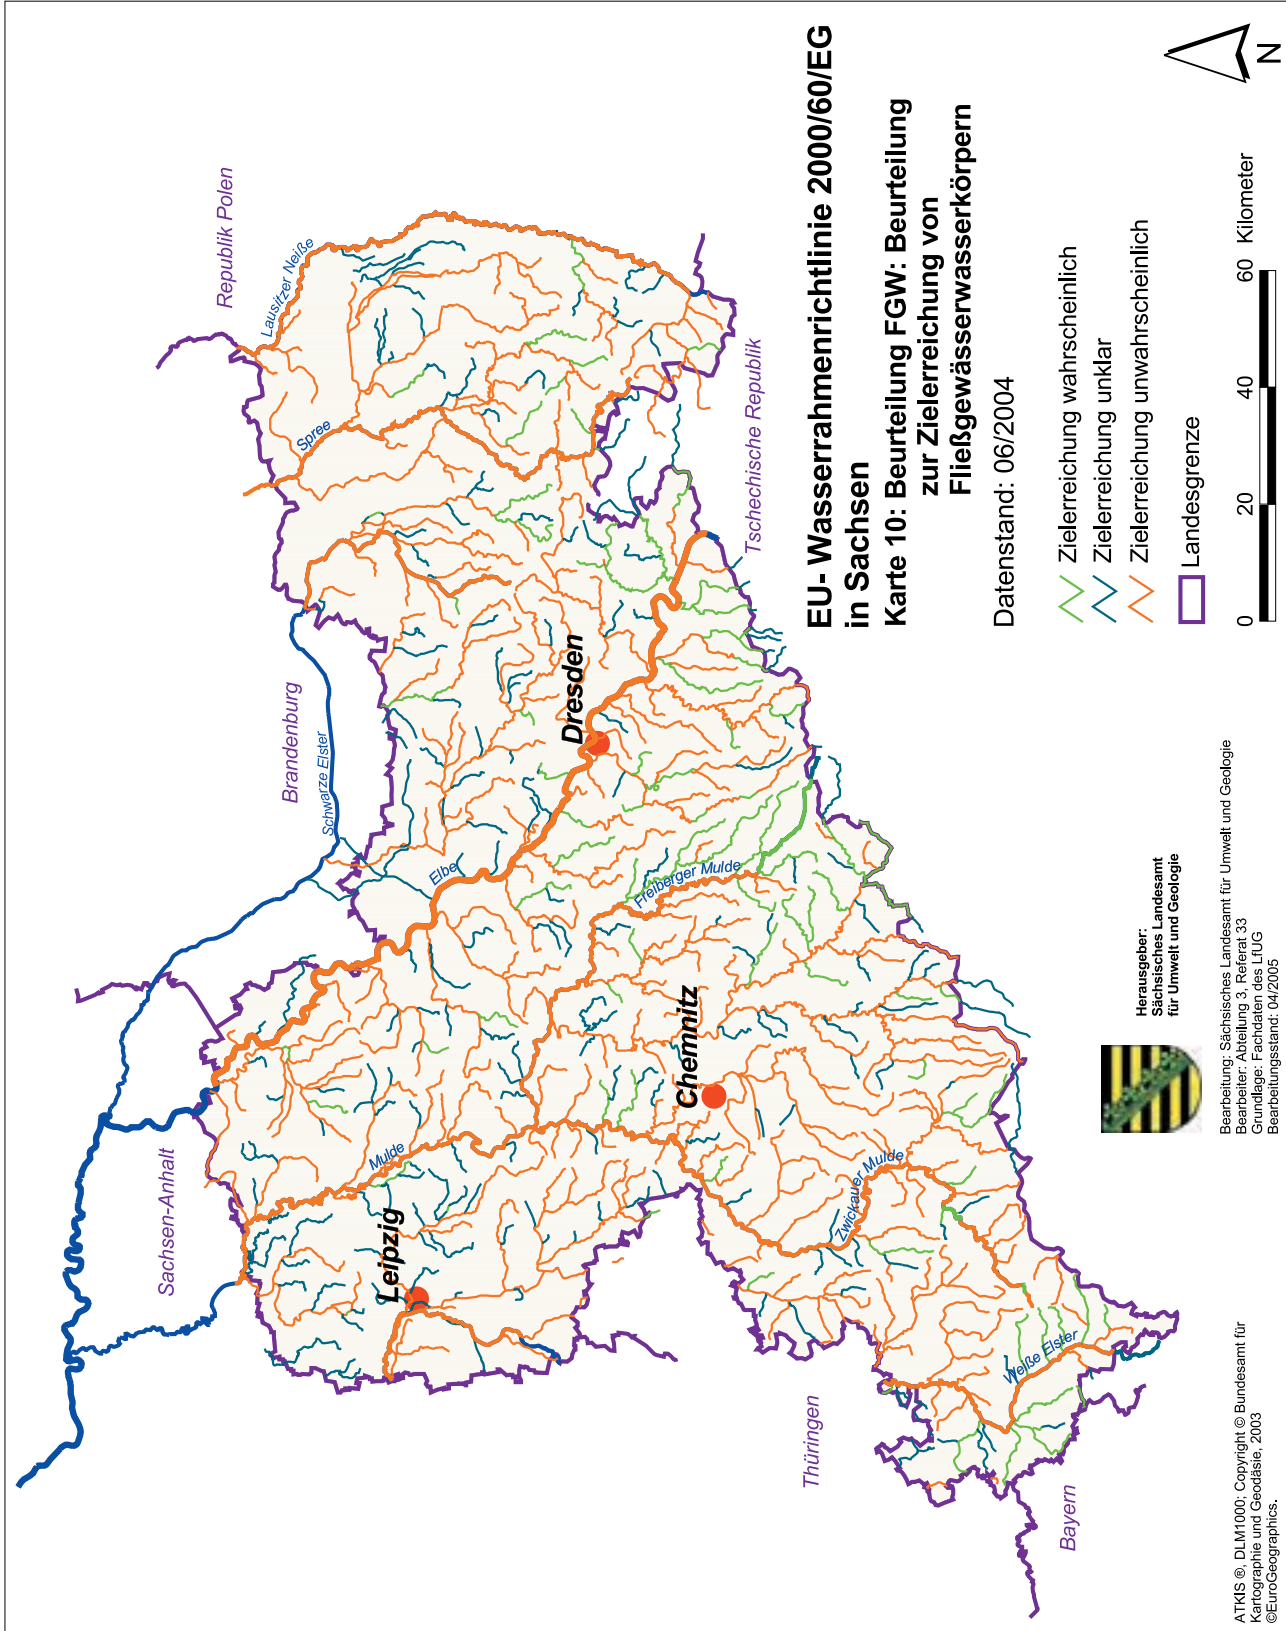 EU- Wasserrahmenrichtlinie 2000/60/EG
in Sachsen
Karte 10: Beurteilung FGW: Beurteilung
zur Zielerreichung von
Fließgewässerwasserkörpern
Datenstand: 06/2004
Zielerreichung wahrscheinlich
Zielerreichung unklar
Zielerreichung unwahrscheinlich
Landesgrenze
0 20 40 60 Kilometer
N
Republik Polen
Lausitzer Neiße
Spree
Tschechische Republik
Brandenburg
Schwarze Elster
Dresden
Elbe
Freiberger Mulde
Chemnitz
Sachsen-Anhalt
Mulde
Leipzig
Zwickauer Mulde
Weiße Elster
Thüringen
Bayern
Herausgeber:
Sächsisches Landesamt
für Umwelt und Geologie
Bearbeitung: Sächsisches Landesamt für Umwelt und Geologie
Bearbeiter: Abteilung 3, Referat 33
Grundlage: Fachdaten des LfUG
Bearbeitungsstand: 04/2005
ATKIS ®, DLM1000; Copyright © Bundesamt für
Kartographie und Geodäsie, 2003
©EuroGeographics.